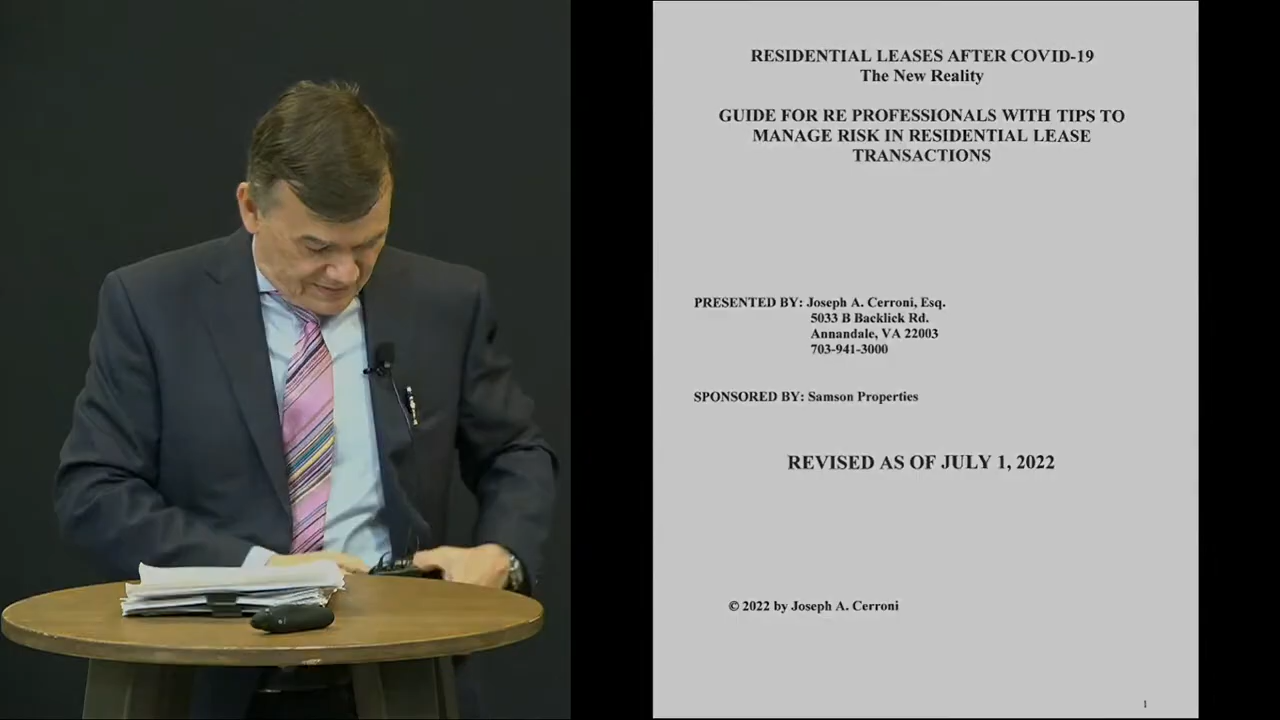 RESIDENTIAL LEASES AFTER COVID-19
The New Reality
GUIDE FOR RE PROFESSIONALS WITH TIPS TO
MANAGE RISK IN RESIDENTIAL LEASE
TRANSACTIONS
PRESENTED BY: Joseph A. Cerroni, Esq.
5033 B Backlick Rd.
Annandale, VA 22003
703-941-3000
SPONSORED BY: Samson Properties
REVISED AS OF JULY 1, 2022
© 2022 by Joseph A. Cerroni
1